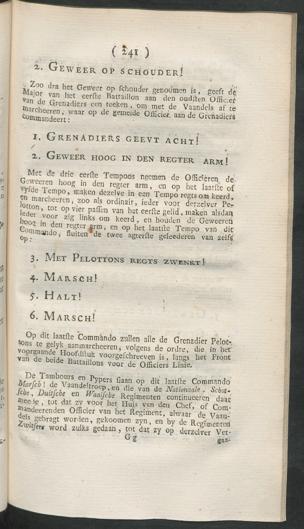 ( 241 )
2. GEWEER OP SCHOUDER!
Zoo dra het Geweer op schouder genoomen is, geeft de
Major van het eerste Bataillon aan den oudsten Officier
van de Grenadiers een teeken, om met de Vaandels af te
marcheeren, waar op de gemelde Officier aan de Grenadiers
commandeert:
1. GRENADIERS GEEVT ACHT!
2. GEWEER HOOG IN DEN REGTER ARM!
Met de drie eerste Tempoos neemen de Officieren de
Geweeren hoog in den regter arm, en op het laatste of
vyfde Tempo, maken dezelve in een Tempo regts om keerd,
en marcheeren, zoo als ordinair, ieder voor derzelver Pe-
lotton, tot op vier passen van het eerste gelid, maken alsdan
ieder voor zig links om keerd, en houden de Geweeren
hoog in den regter arm, en op het laatste Tempo van dit
Commando, sluiten de twee agterste geleederen van zelfs
op:
3. MET PELOTTONS REGTS ZWENKT!
4. MARSCH!
5. HALT!
6. MARSCH!
Op dit laatste Commando zullen alle de Grenadier Pelot-
tons te gelyk aanmarcheeren, volgens de ordre, die in het
voorgaande Hoofdstuk voorgeschreeven is, langs het Front
van de beide Battaillons voor de Officiers Linie.
De Tambours en Pypers slaan op dit laatste Commando
Marsch! de Vaandeltroep, en die van de Nationale, Schot-
sche, Duitsche en Waalsche Regimenten continueeren daar
mee de, tot dat zy voor het Huis van den Chef, of Com-
mandeerenden Officier van het Regiment, alwaar de Vaan-
dels gebragt worden, gekoomen zyn, en by de Regimenten
Zwitsers word zulks gedaan, tot dat zy op derzelver Ver-
Gg gaa-